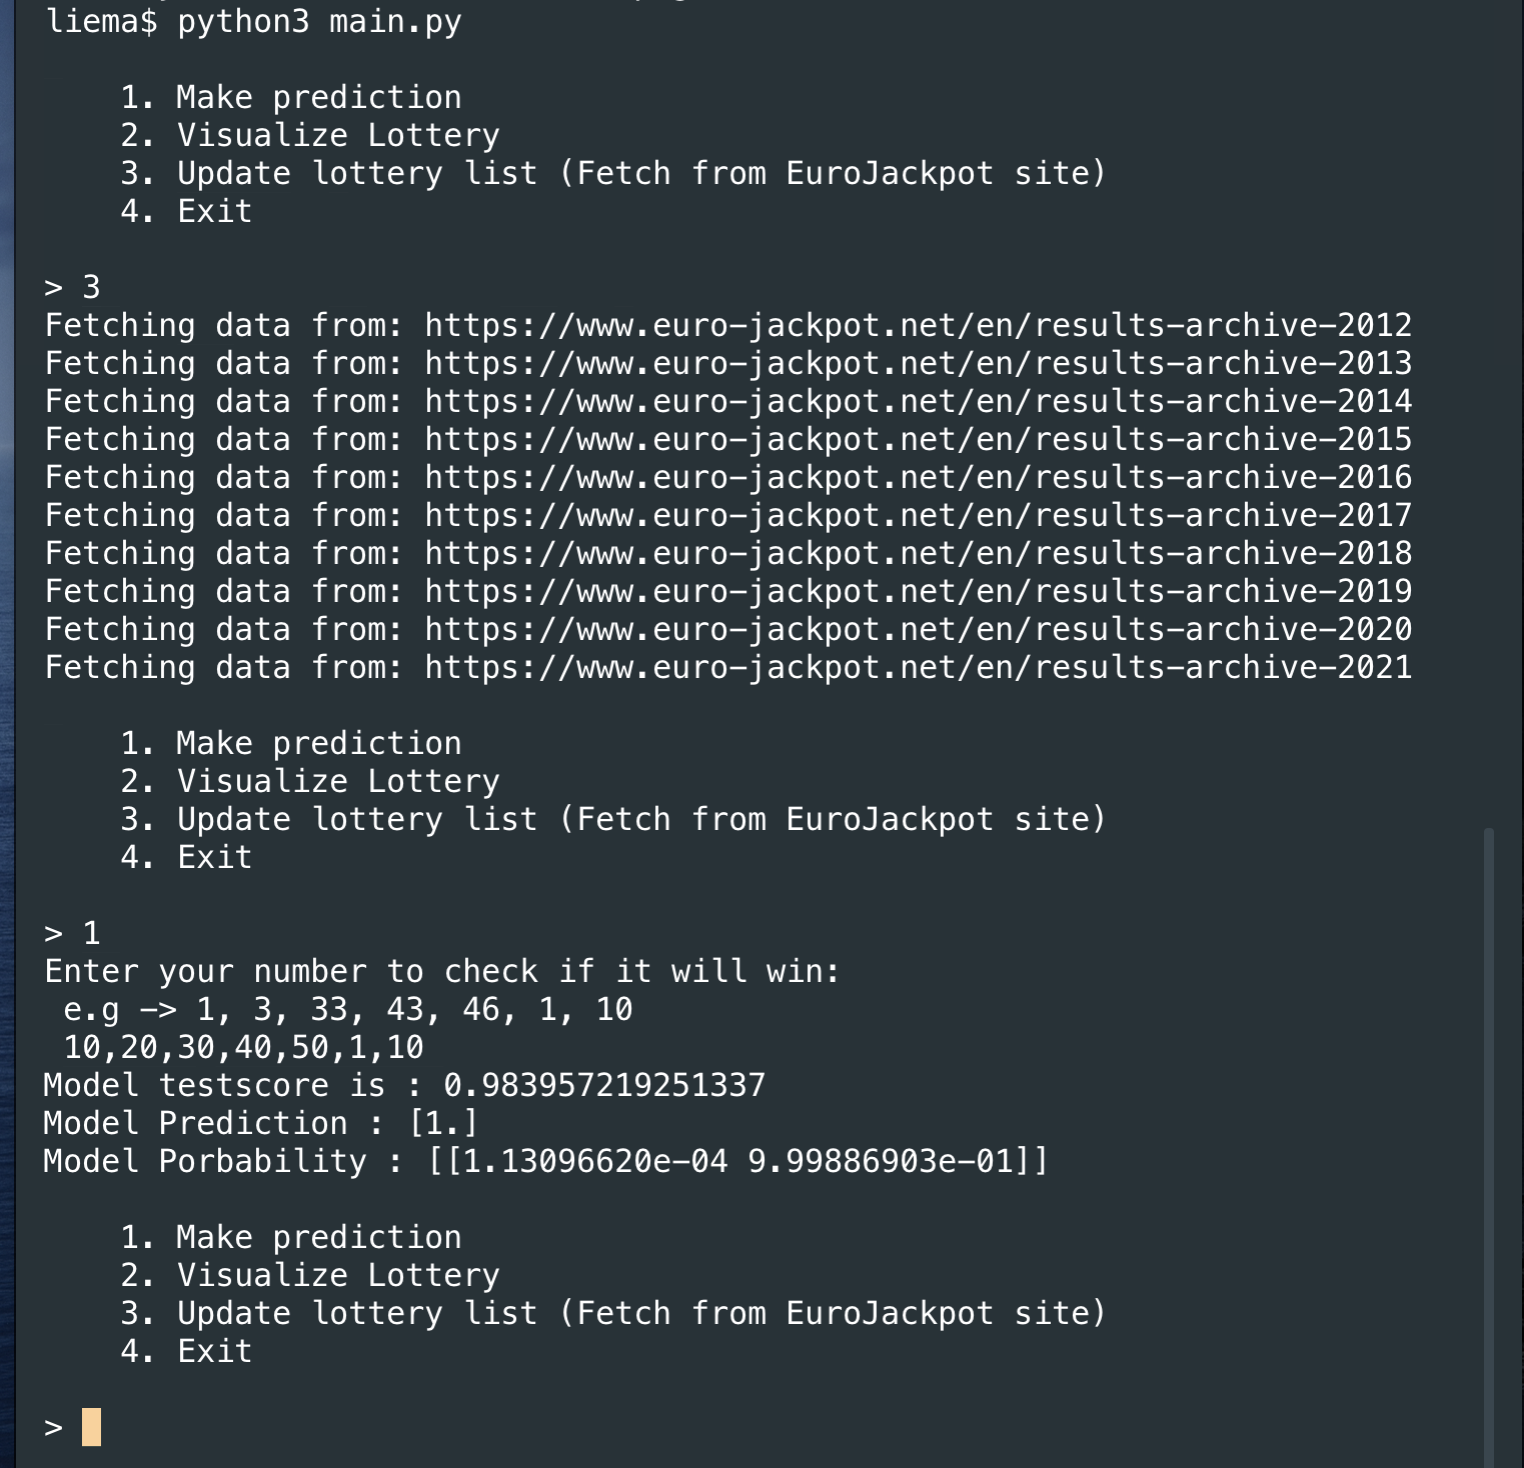 liema$ python3 main.py
1. Make prediction
2. Visualize Lottery
3. Update lottery list (Fetch from EuroJackpot site)
4. Exit
> 3
Fetching data from: https://www.euro-jackpot.net/en/results-archive-2012
Fetching data from: https://www.euro-jackpot.net/en/results-archive-2013
Fetching data from: https://www.euro-jackpot.net/en/results-archive-2014
Fetching data from: https://www.euro-jackpot.net/en/results-archive-2015
Fetching data from: https://www.euro-jackpot.net/en/results-archive-2016
Fetching data from: https://www.euro-jackpot.net/en/results-archive-2017
Fetching data from: https://www.euro-jackpot.net/en/results-archive-2018
Fetching data from: https://www.euro-jackpot.net/en/results-archive-2019
Fetching data from: https://www.euro-jackpot.net/en/results-archive-2020
Fetching data from: https://www.euro-jackpot.net/en/results-archive-2021
1. Make prediction
2. Visualize Lottery
3. Update lottery list (Fetch from EuroJackpot site)
4. Exit
> 1
Enter your number to check if it will win:
e.g -> 1, 3, 33, 43, 46, 1, 10
10,20,30,40,50,1,10
Model testscore is : 0.983957219251337
Model Prediction : [1.]
Model Porbability : [[1.13096620e-04 9.99886903e-01]]
1. Make prediction
2. Visualize Lottery
3. Update lottery list (Fetch from EuroJackpot site)
4. Exit
>